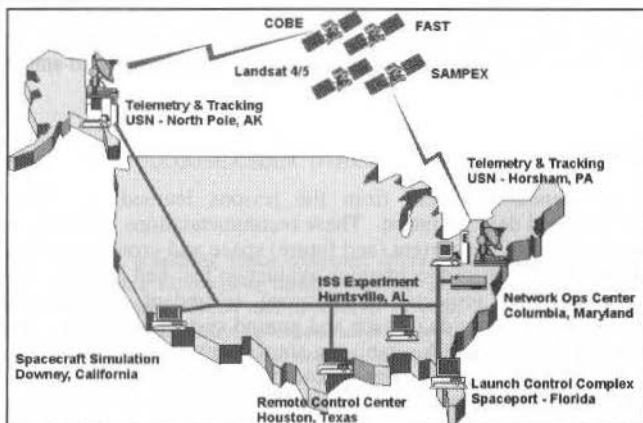 COBE
FAST
Landsat 4/5
SAMPEX
Telemetry & Tracking
USN - North Pole, AK
Telemetry & Tracking
USN - Horsham, PA
ISS Experiment
Huntsville, AL
Network Ops Center
Columbia, Maryland
Spacecraft Simulation
Downey, California
Remote Control Center
Houston, Texas
Launch Control Complex
Spaceport - Florida